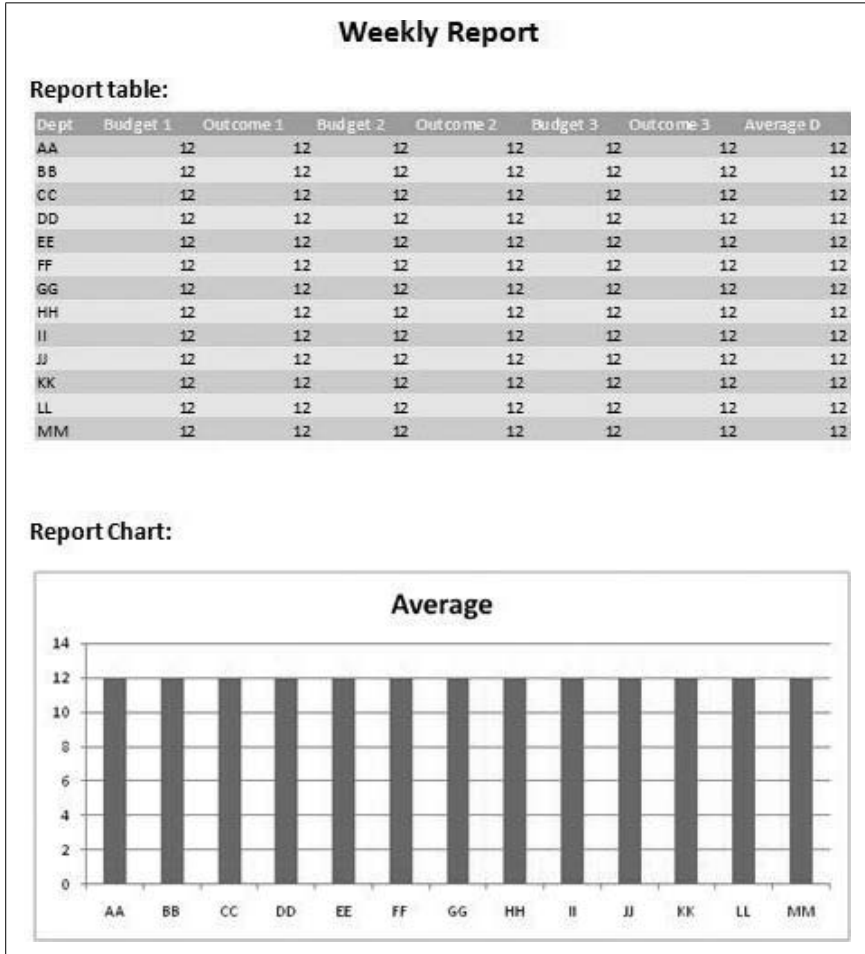 Weekly Report
Report table:
Dept Budget 1 Outcome 1 Budget 2 Outcome 2 Budget 3 Outcome 3 Average D
AA 12 12 12 12 12 12 12
BB 12 12 12 12 12 12 12
CC 12 12 12 12 12 12 12
DD 12 12 12 12 12 12 12
EE 12 12 12 12 12 12 12
FF 12 12 12 12 12 12 12
GG 12 12 12 12 12 12 12
HH 12 12 12 12 12 12 12
II 12 12 12 12 12 12 12
JJ 12 12 12 12 12 12 12
KK 12 12 12 12 12 12 12
LL 12 12 12 12 12 12 12
MM 12 12 12 12 12 12 12
Report Chart:
Average
14
12
10
8
6
4
2
0
AA BB CC DD EE FF GG HH II JJ KK LL MM